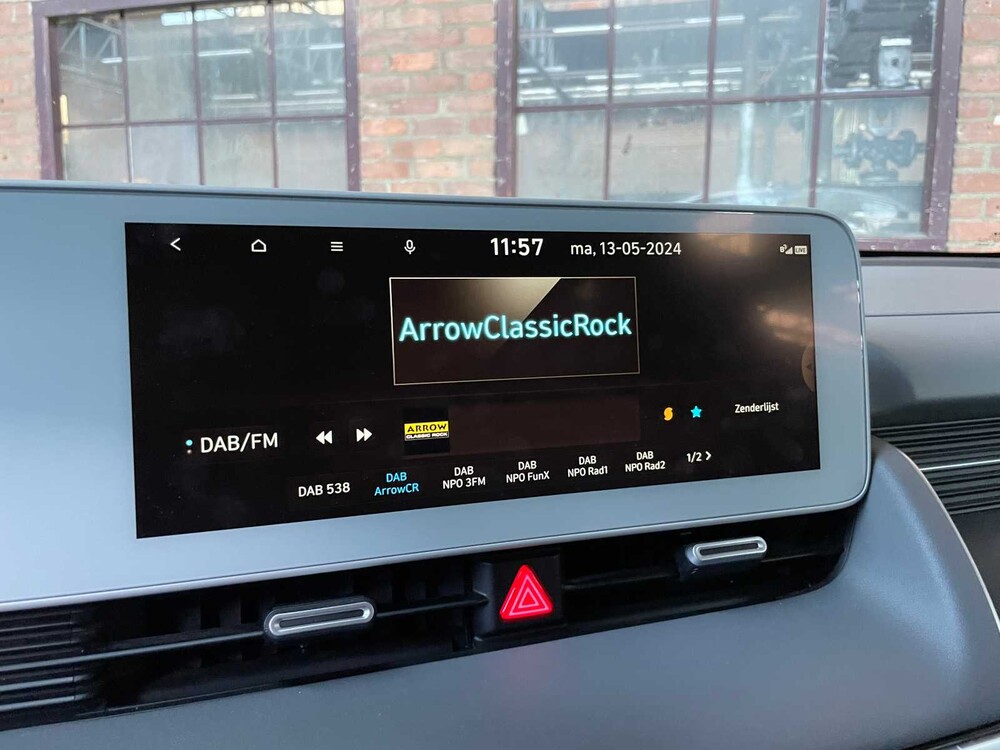 11:57 ma, 13-05-2024 LIVE
ArrowClassicRock
DAB/FM
ARROW
CLASSIC ROCK
Zenderlijst
DAB 538
DAB
ArrowCR
DAB
NPO 3FM
DAB
NPO FunX
DAB
NPO Rad1
DAB
NPO Rad2
1/2